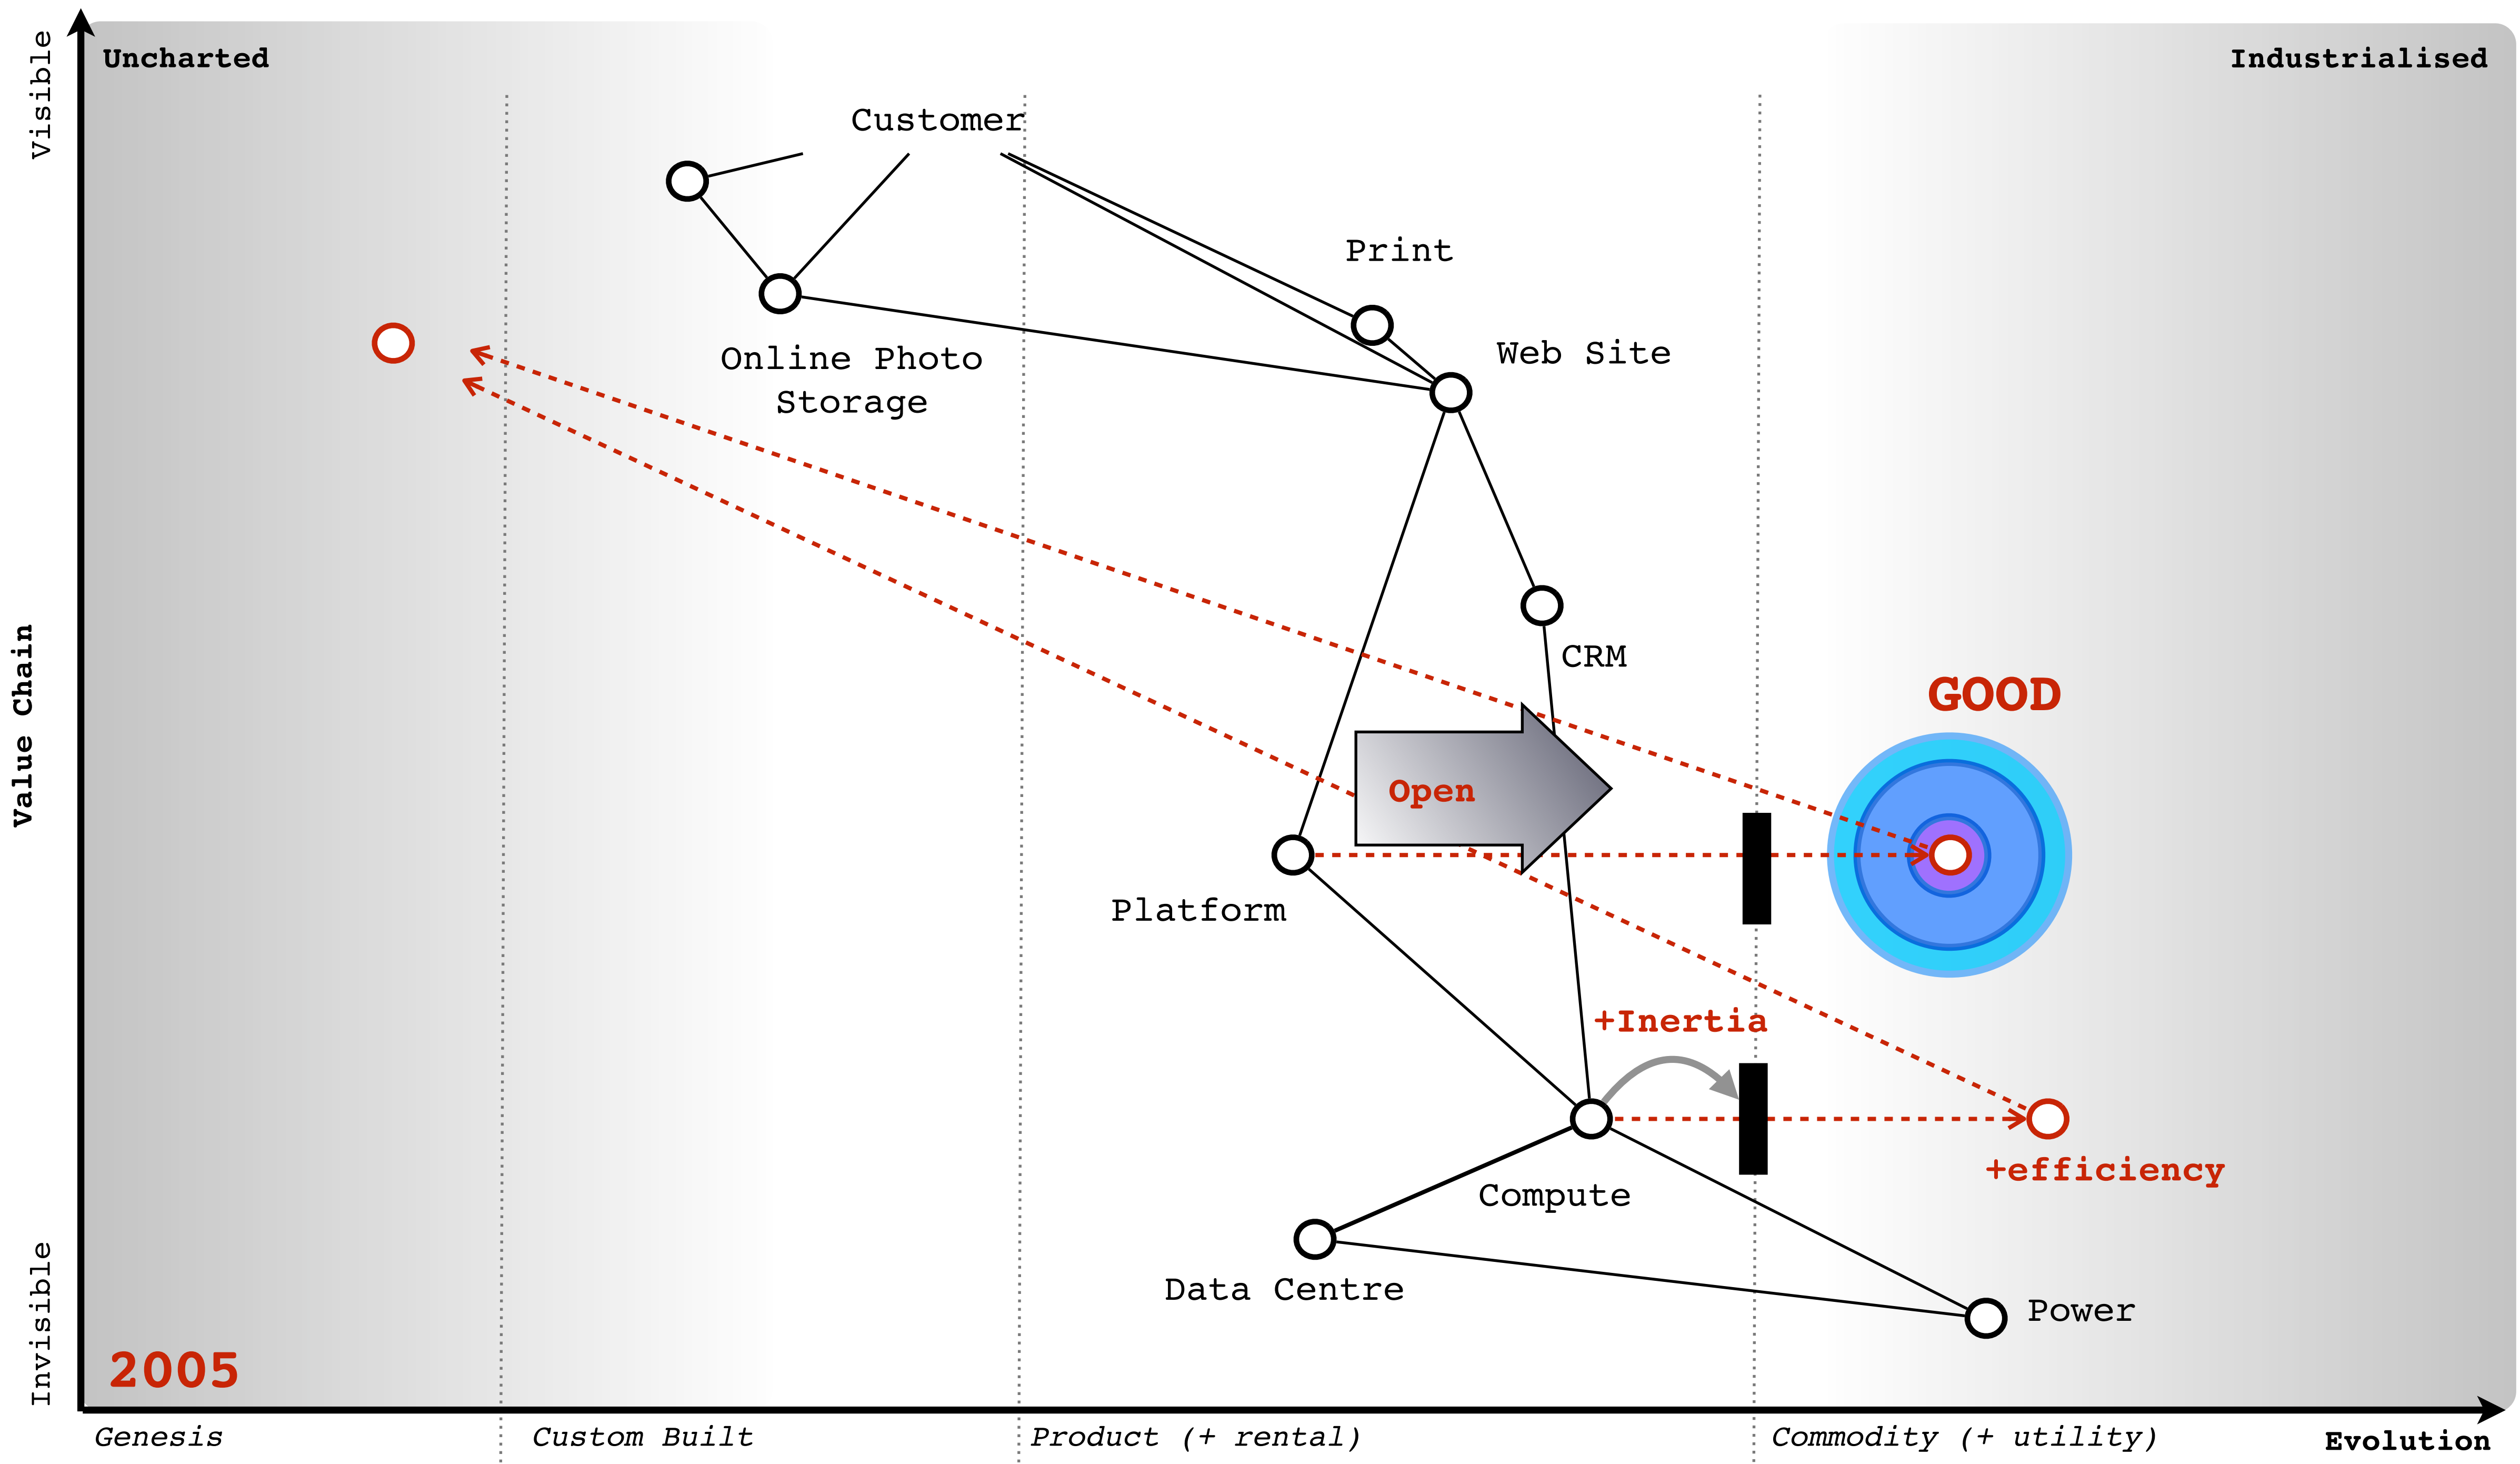 Uncharted
Industrialised
Visible
Customer
Print
Web Site
Online Photo
Storage
CRM
Value Chain
GOOD
Open
Platform
+Inertia
+efficiency
Compute
Data Centre
Power
Invisible
2005
Genesis
Custom Built
Product (+ rental)
Commodity (+ utility)
Evolution